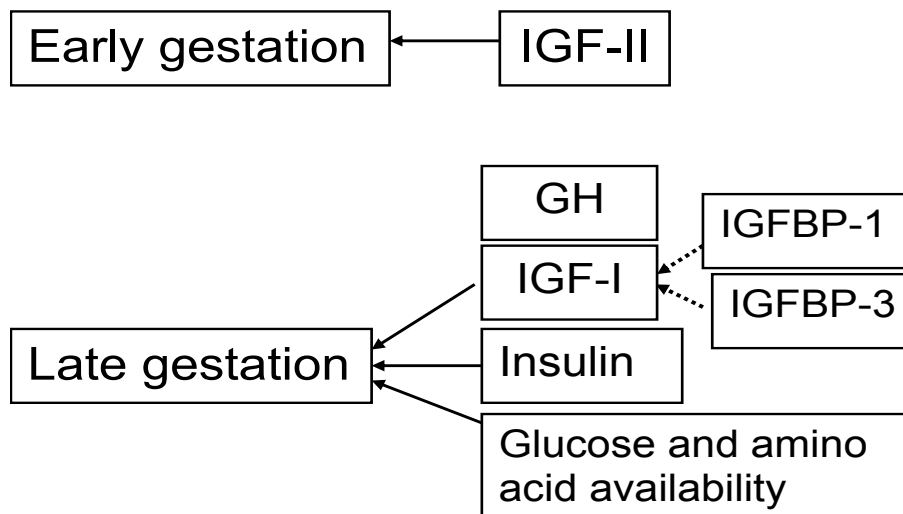 Early gestation
IGF-II
GH
IGFBP-1
IGF-I
IGFBP-3
Late gestation
Insulin
Glucose and amino
acid availability